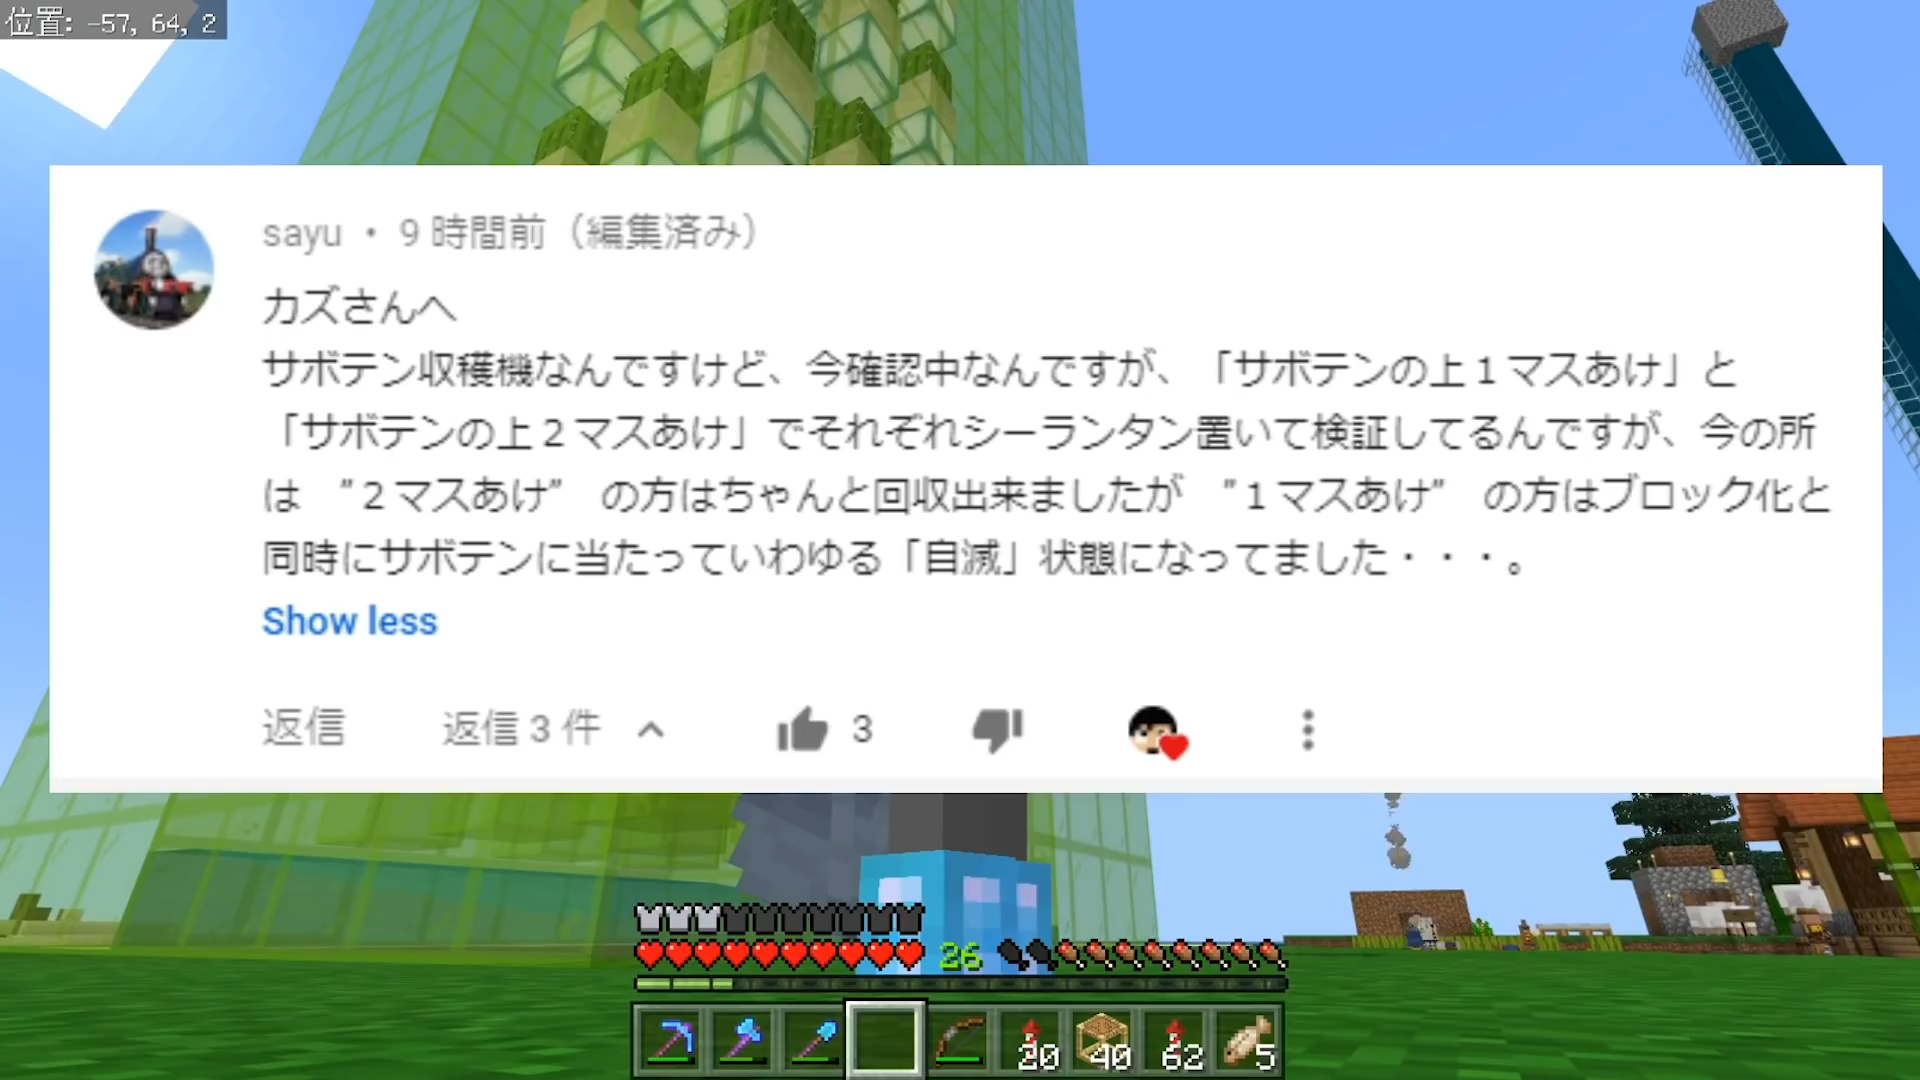 位置: -57, 64, 2
sayu・9 時間前（編集済み）
カズさんへ
サボテン収穫機なんですけど、今確認中なんですが、「サボテンの上１マスあけ」と
「サボテンの上２マスあけ」でそれぞれシーランタン置いて検証してるんですが、今の所
は　”２マスあけ”　の方はちゃんと回収出来ましたが　”１マスあけ”　の方はブロック化と
同時にサボテンに当たっていわゆる「自滅」状態になってました・・・。
Show less
返信 返信 3 件 3
26
20 40 62 5